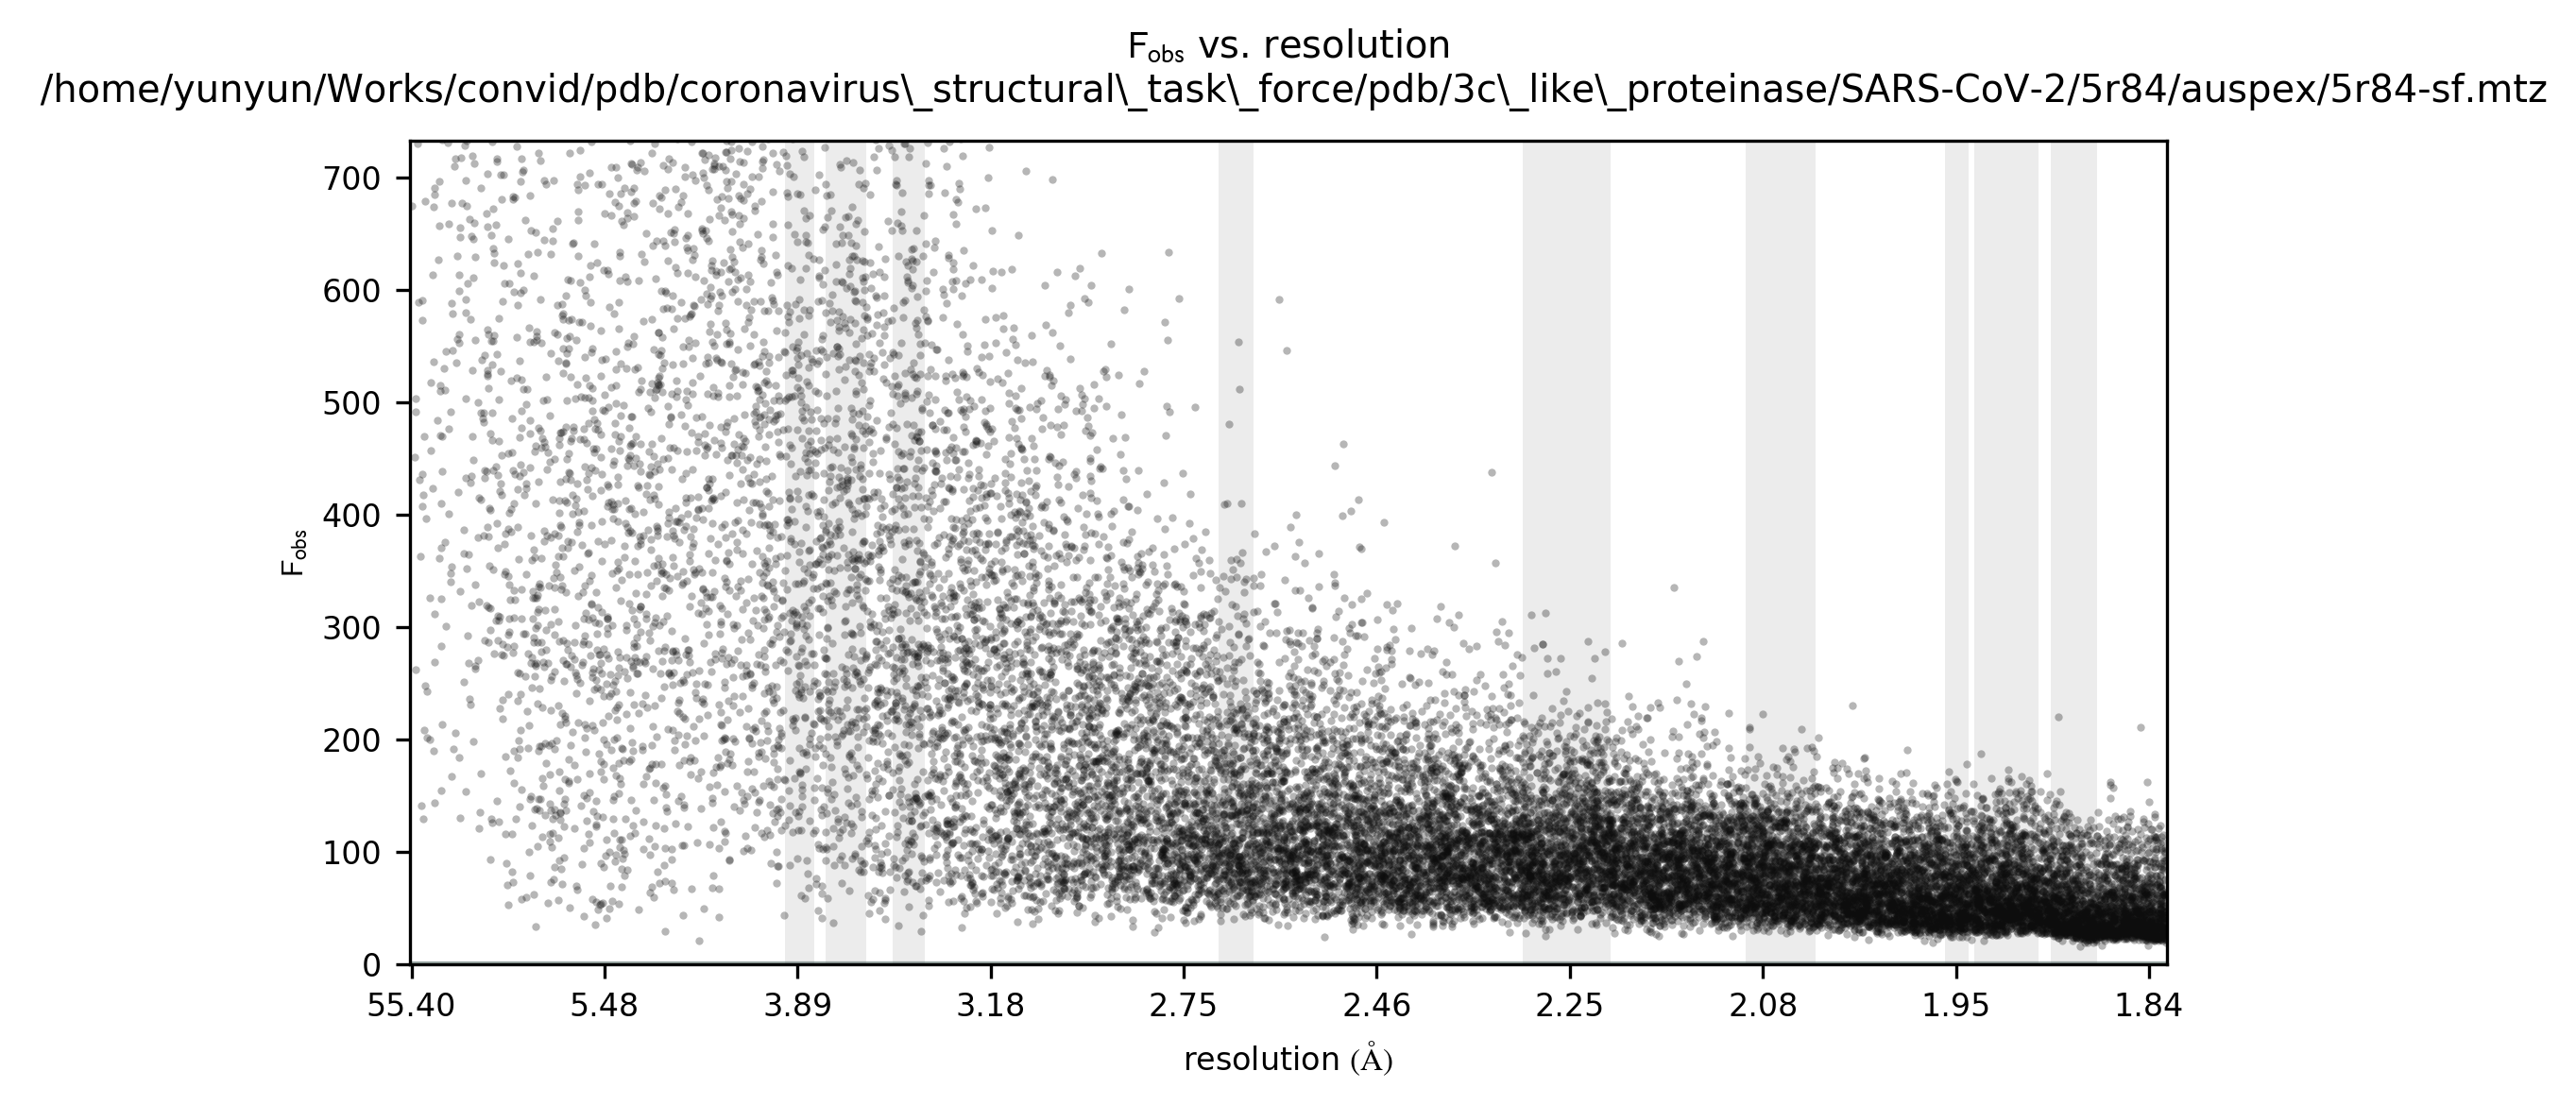 Fobs vs. resolution
/home/yunyun/Works/convid/pdb/coronavirus\_structural\_task\_force/pdb/3c\_like\_proteinase/SARS-CoV-2/5r84/auspex/5r84-sf.mtz
700
600
500
400
300
200
100
0
Fobs
55.40 5.48 3.89 3.18 2.75 2.46 2.25 2.08 1.95 1.84
resolution (Å)